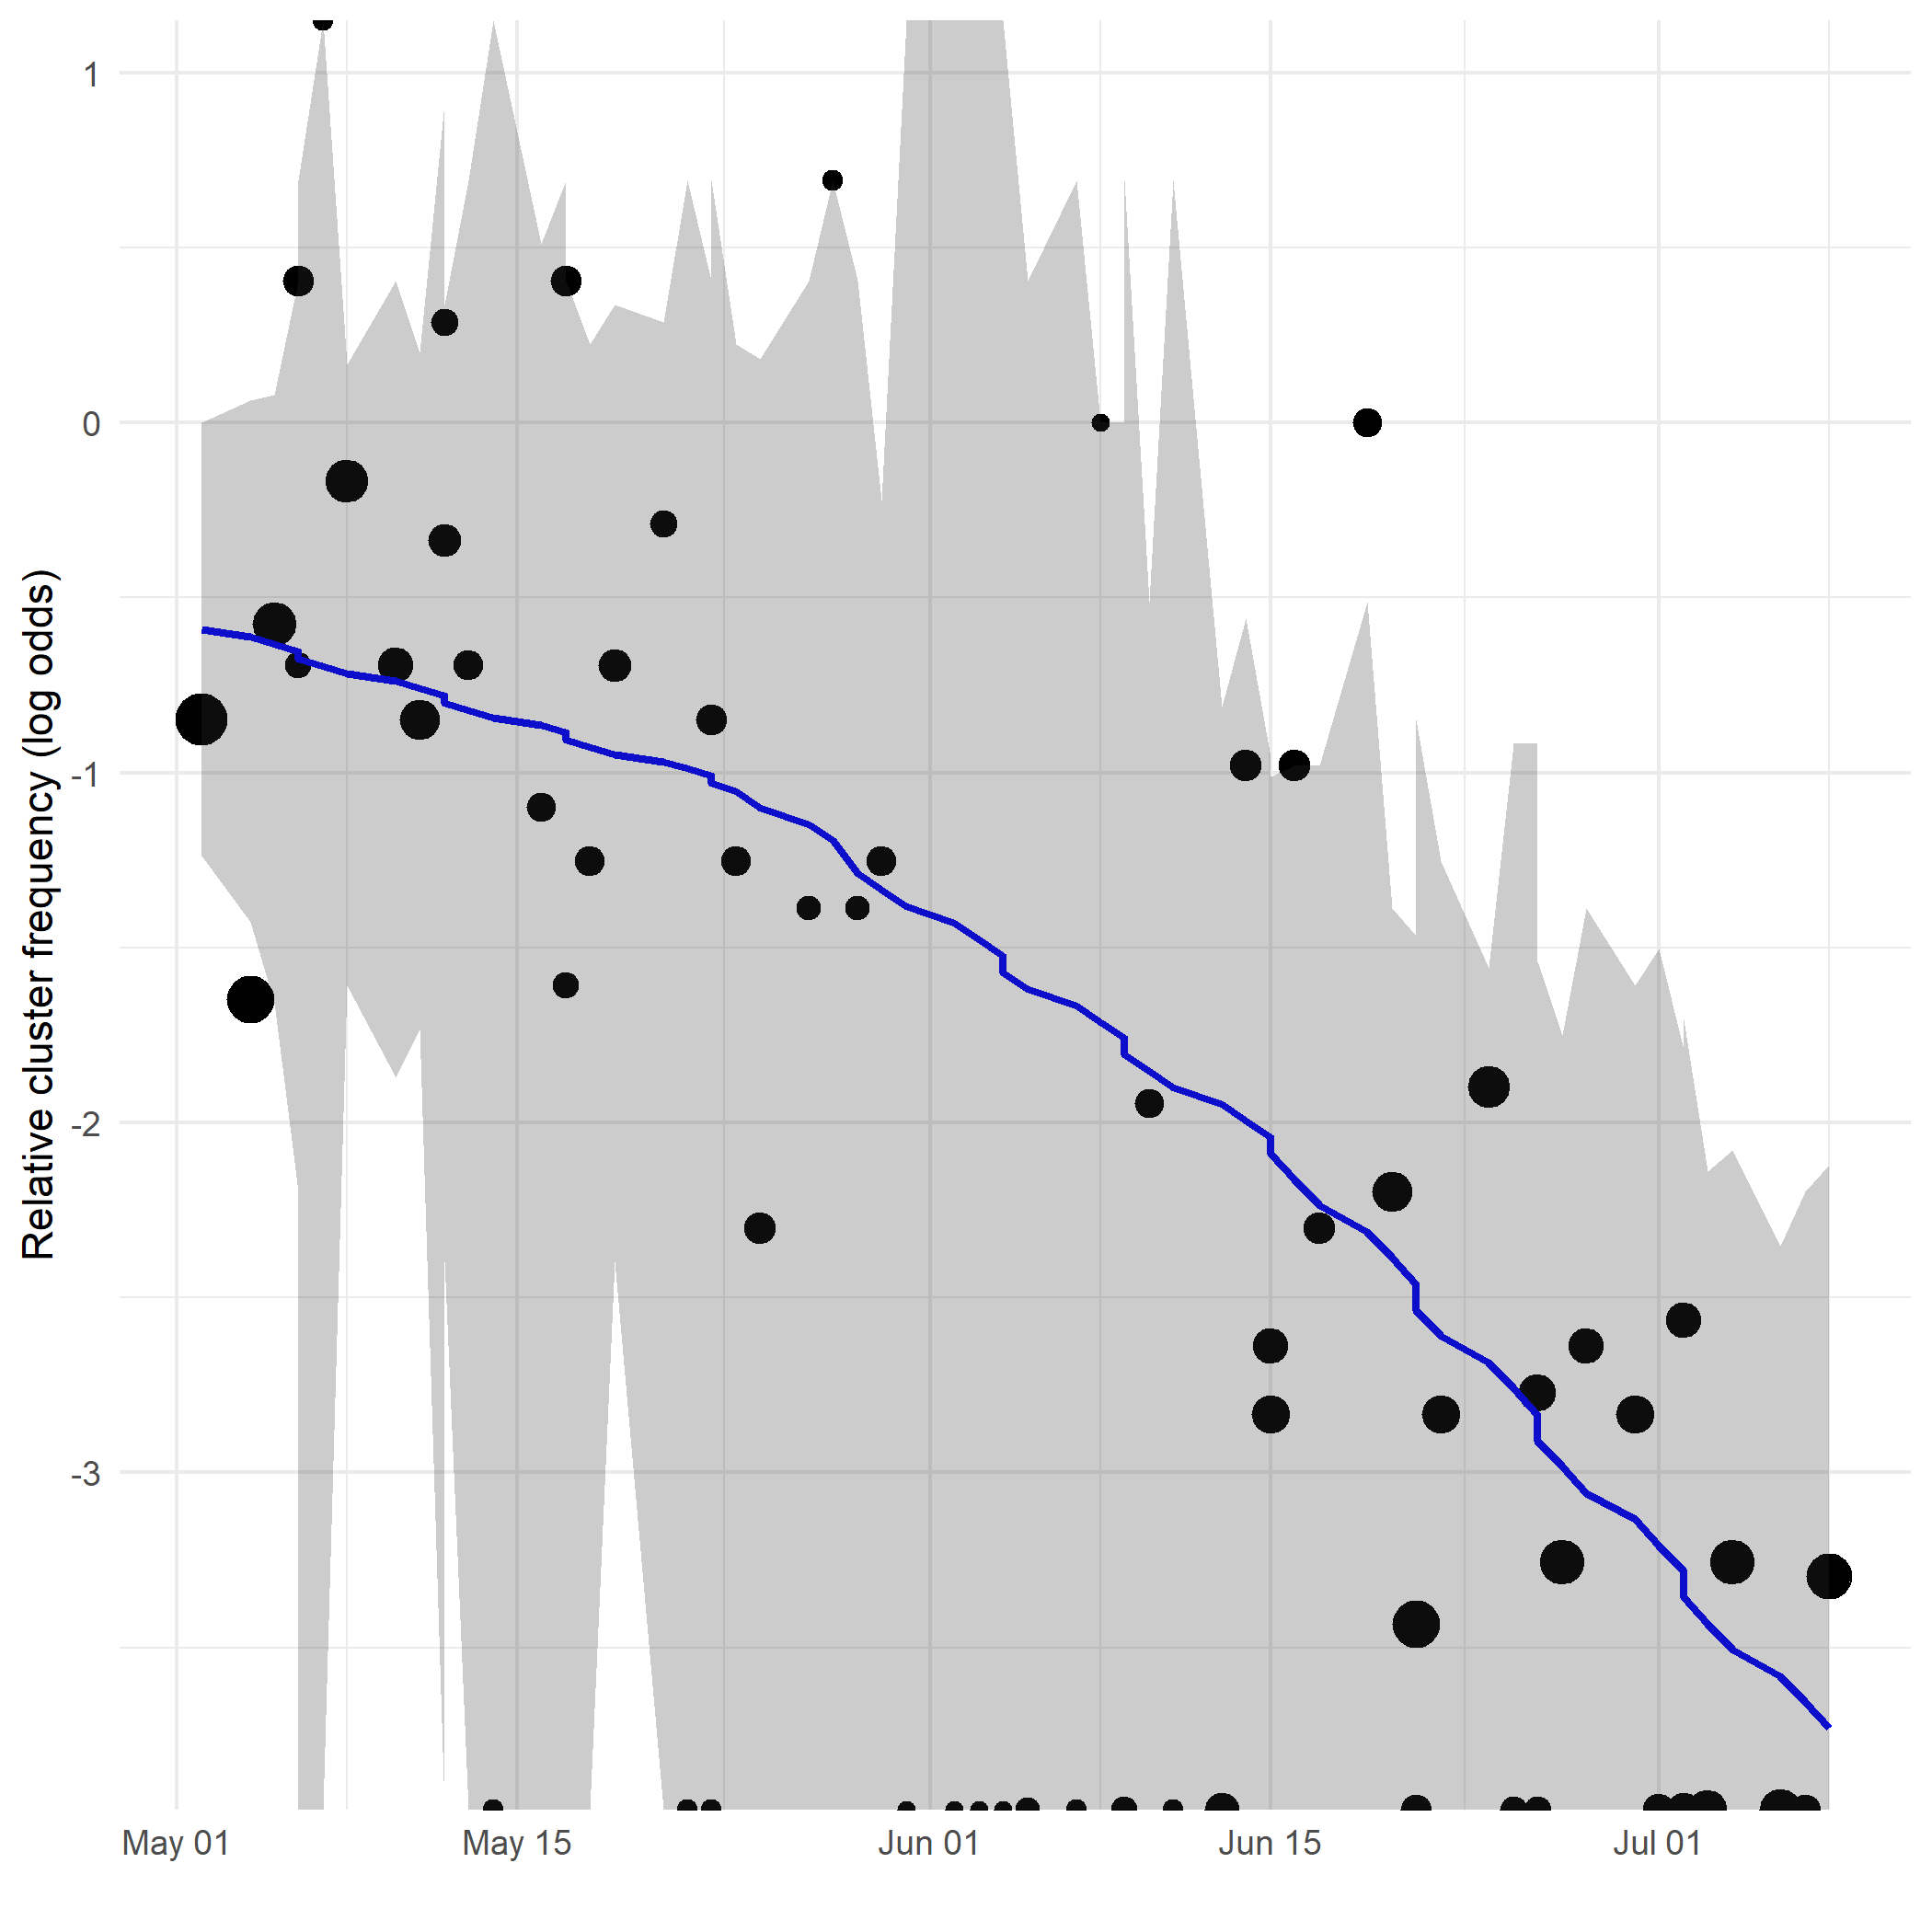 Relative cluster frequency (log odds)
1
0
-1
-2
-3
May 01
May 15
Jun 01
Jun 15
Jul 01